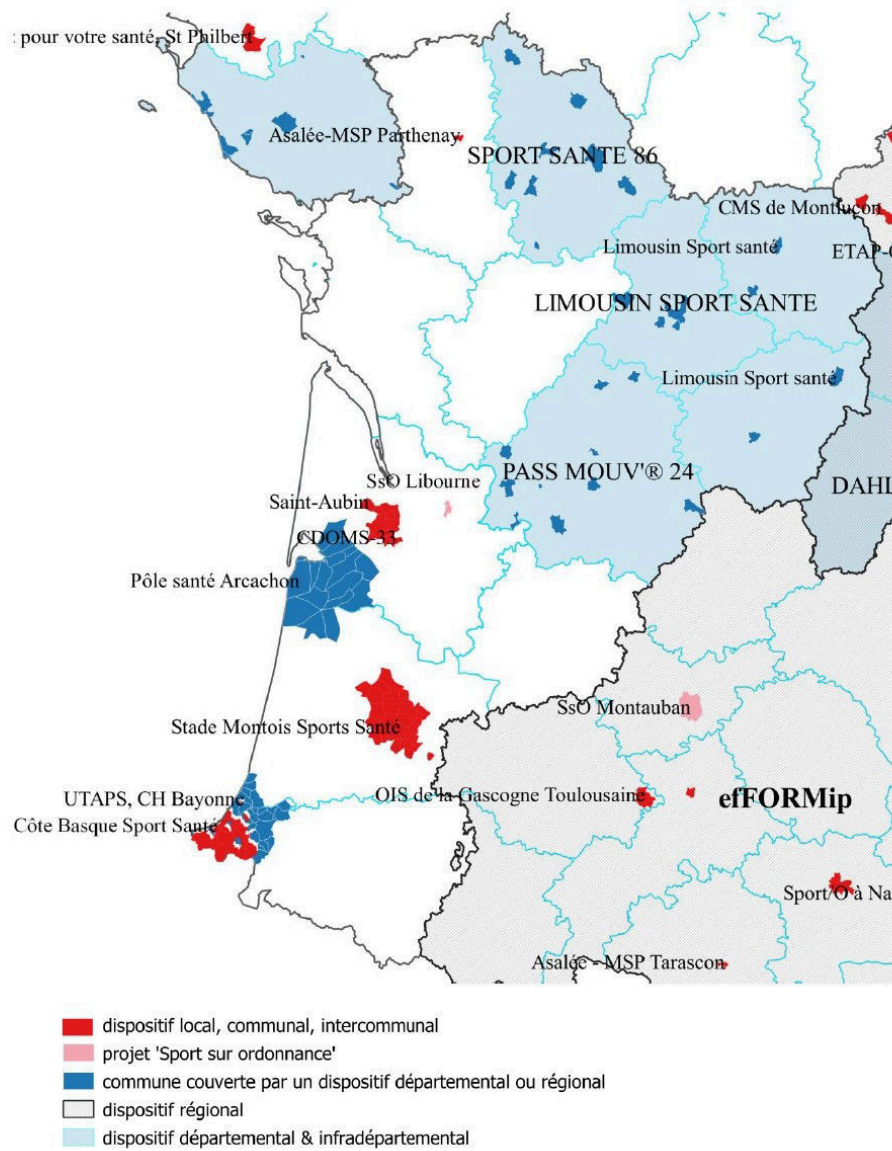 : pour votre santé, St Philbert
Asalée-MSP Parthenay
SPORT SANTE 86
CMS de Montluçon
Limousin Sport santé
ETAP-
LIMOUSIN SPORT SANTE
Limousin Sport santé
PASS MOUV'® 24
DAHL
SsO Libourne
Saint-Aubin
CDOMS-33
Pôle santé Arcachon
SsO Montauban
Stade Montois Sports Santé
UTAPS, CH Bayonne
OIS de la Gascogne Toulousaine
efFORMip
Côte Basque Sport Santé
Sport/O à Na
Asalée - MSP Tarascon
dispositif local, communal, intercommunal
projet 'Sport sur ordonnance'
commune couverte par un dispositif départemental ou régional
dispositif régional
dispositif départemental & infradépartemental